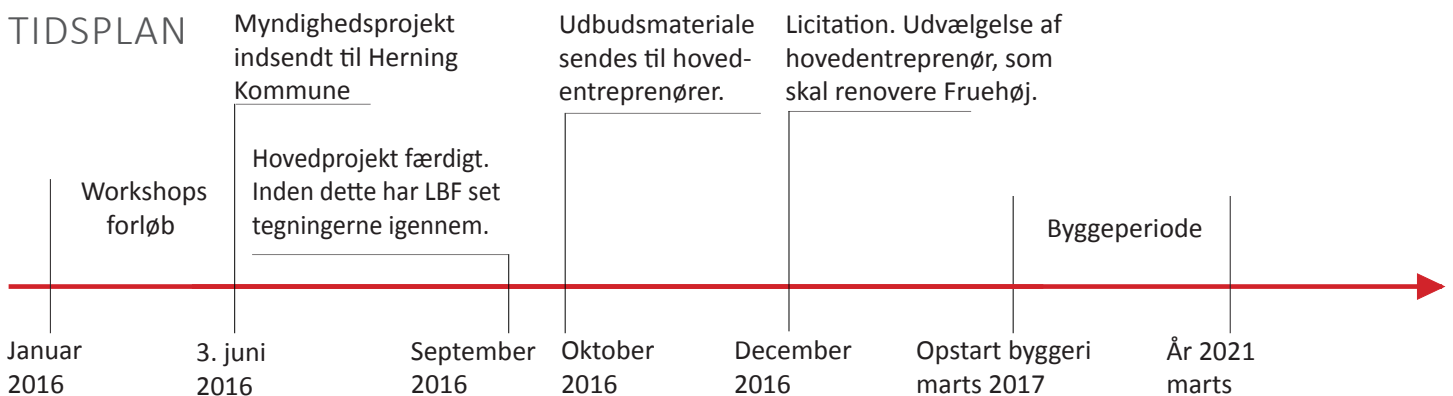 TIDSPLAN
Myndighedsprojekt
indsendt til Herning
Kommune
Udbudsmateriale
sendes til hoved-
entreprenører.
Licitation. Udvælgelse af
hovedentreprenør, som
skal renovere Fruehøj.
Hovedprojekt færdigt.
Inden dette har LBF set
tegningerne igennem.
Workshops
forløb
Byggeperiode
Januar
2016
3. juni
2016
September
2016
Oktober
2016
December
2016
Opstart byggeri
marts 2017
År 2021
marts